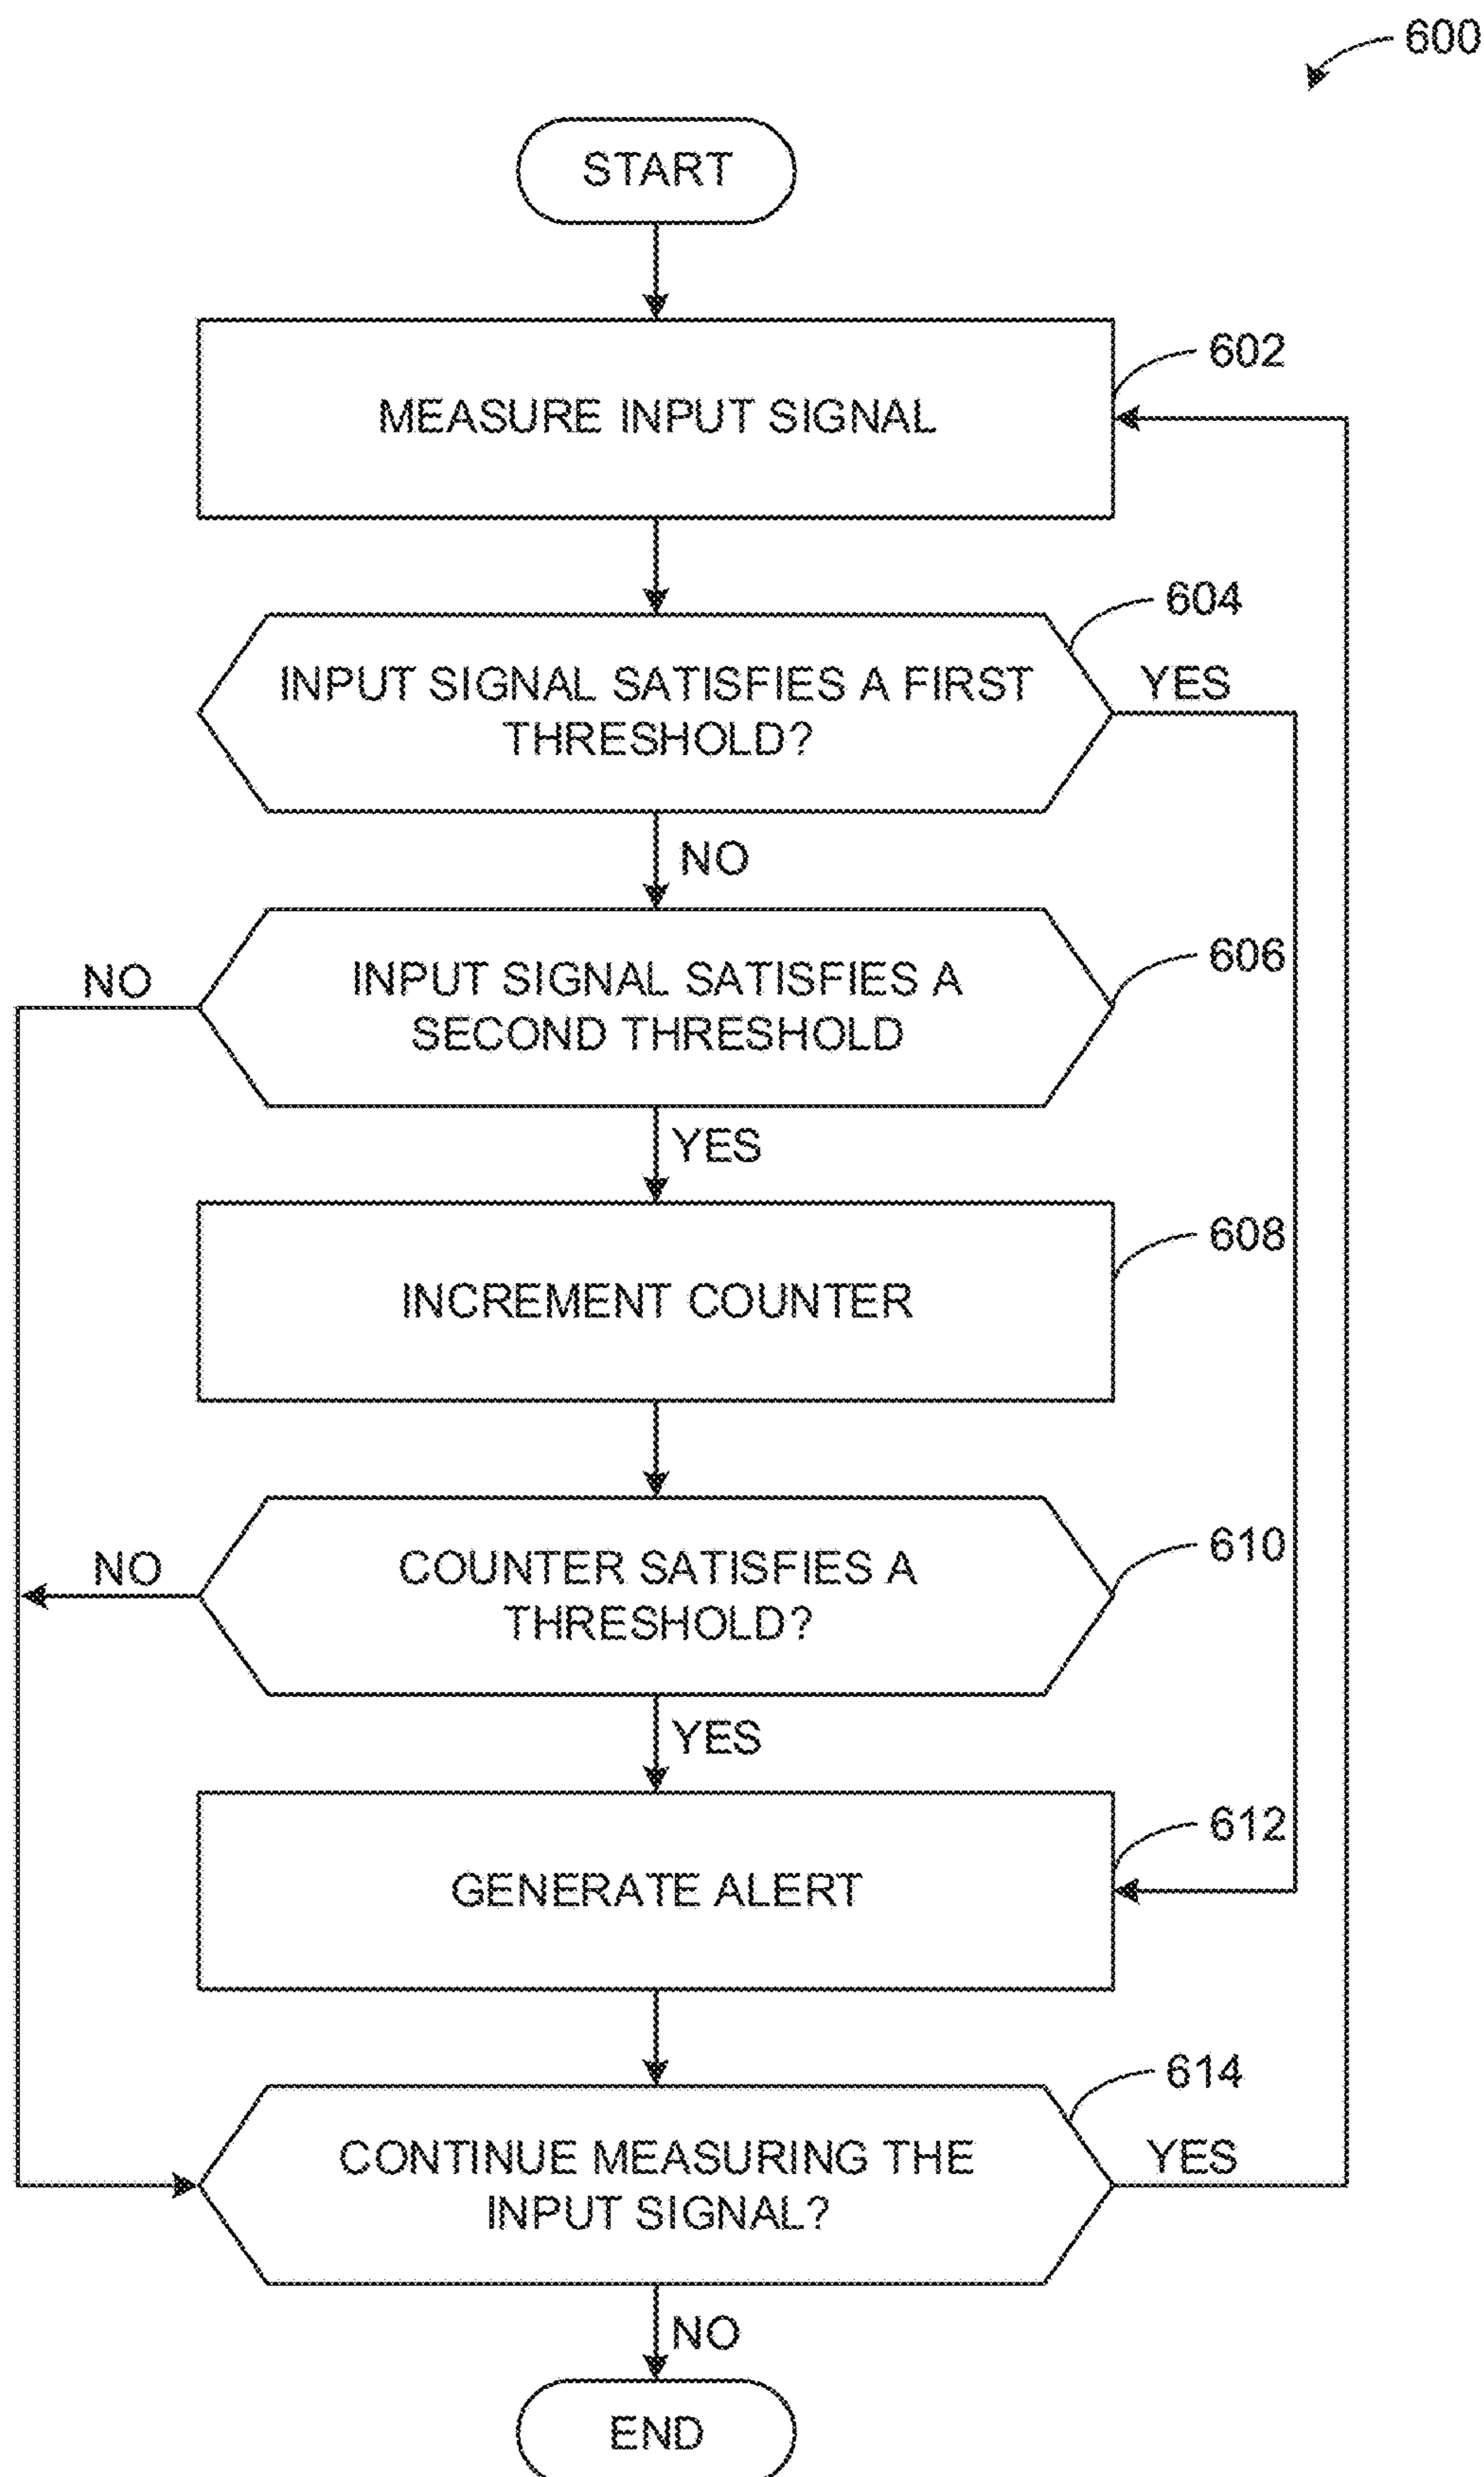 600
START
602
MEASURE INPUT SIGNAL
604
INPUT SIGNAL SATISFIES A FIRST
THRESHOLD?
YES
NO
606
NO
INPUT SIGNAL SATISFIES A
SECOND THRESHOLD
YES
608
INCREMENT COUNTER
610
NO
COUNTER SATISFIES A
THRESHOLD?
YES
612
GENERATE ALERT
614
CONTINUE MEASURING THE
INPUT SIGNAL?
YES
NO
END